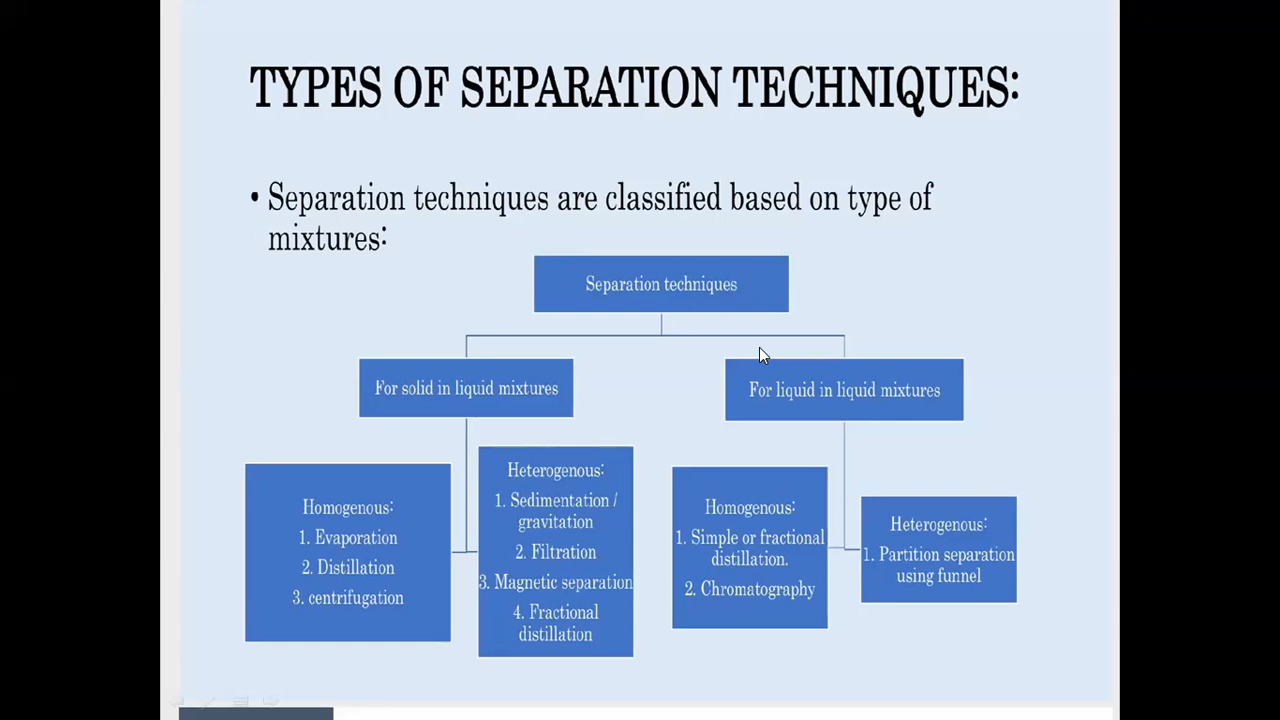 TYPES OF SEPARATION TECHNIQUES:
• Separation techniques are classified based on type of
mixtures:
Separation techniques
For solid in liquid mixtures
For liquid in liquid mixtures
Homogenous:
1. Evaporation
2. Distillation
3. centrifugation
Heterogenous:
1. Sedimentation /
gravitation
2. Filtration
3. Magnetic separation
4. Fractional
distillation
Homogenous:
1. Simple or fractional
distillation.
2. Chromatography
Heterogenous:
1. Partition separation
using funnel